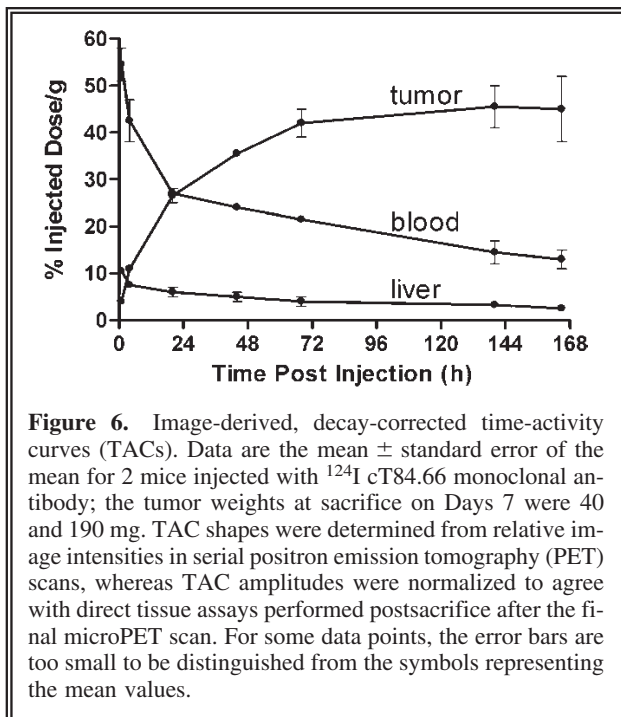 60
50
40
30
20
10
0
% Injected Dose/g
tumor
blood
liver
0 24 48 72 96 120 144 168
Time Post Injection (h)
Figure 6. Image-derived, decay-corrected time-activity
curves (TACs). Data are the mean ± standard error of the
mean for 2 mice injected with ¹²⁴I cT84.66 monoclonal an-
tibody; the tumor weights at sacrifice on Days 7 were 40
and 190 mg. TAC shapes were determined from relative im-
age intensities in serial positron emission tomography (PET)
scans, whereas TAC amplitudes were normalized to agree
with direct tissue assays performed postsacrifice after the fi-
nal microPET scan. For some data points, the error bars are
too small to be distinguished from the symbols representing
the mean values.